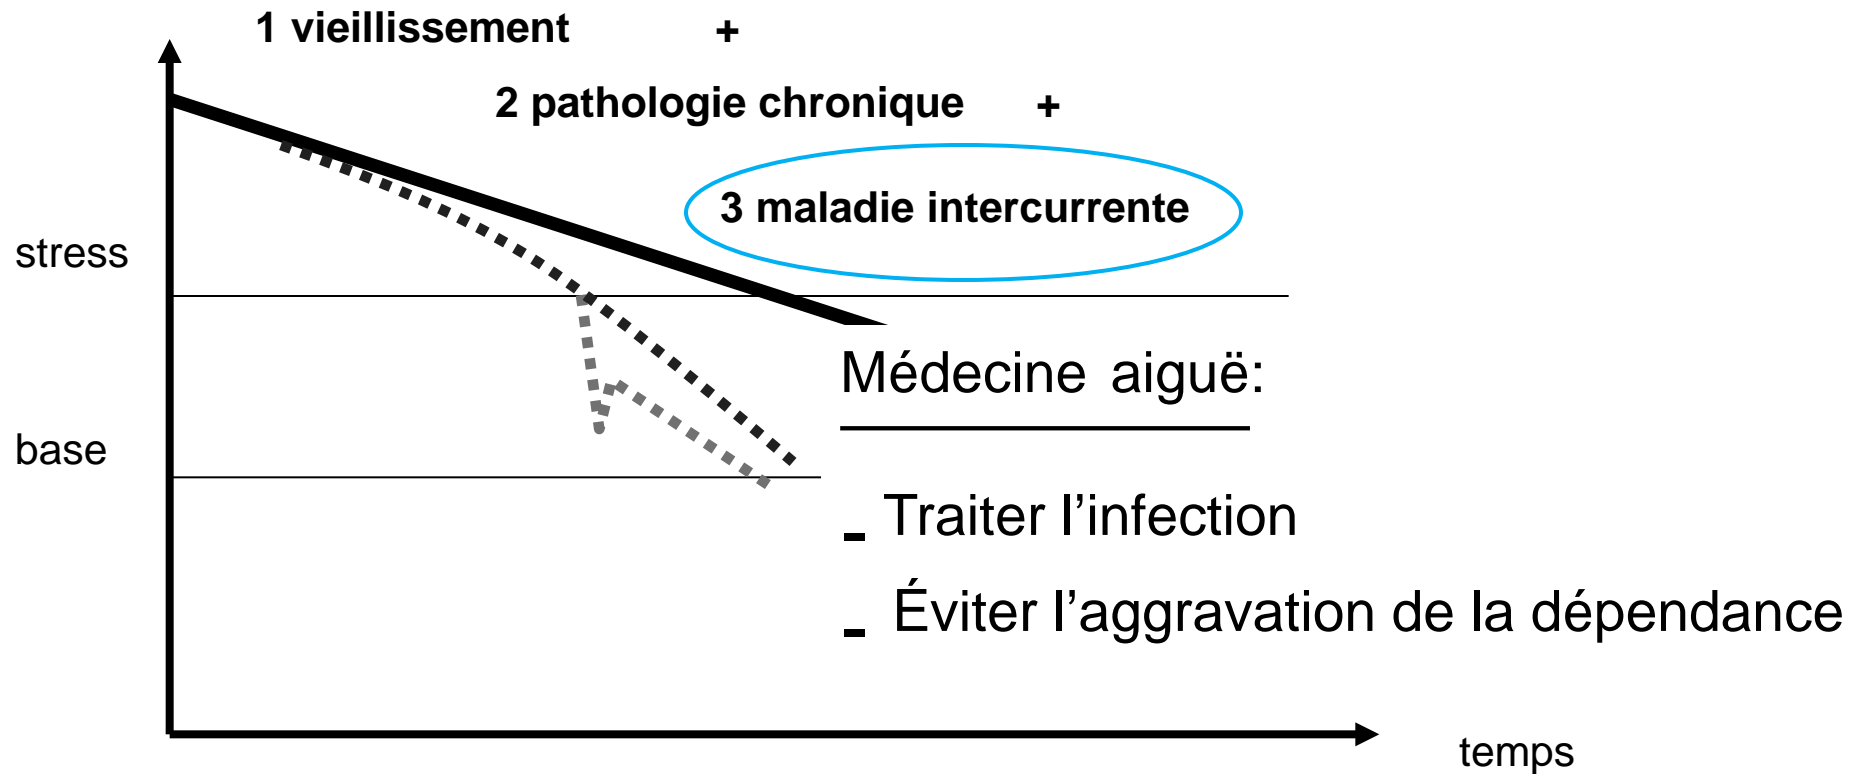 1 vieillissement +
2 pathologie chronique +
3 maladie intercurrente
stress
Médecine aiguë:
base
- Traiter l’infection
- Éviter l’aggravation de la dépendance
temps